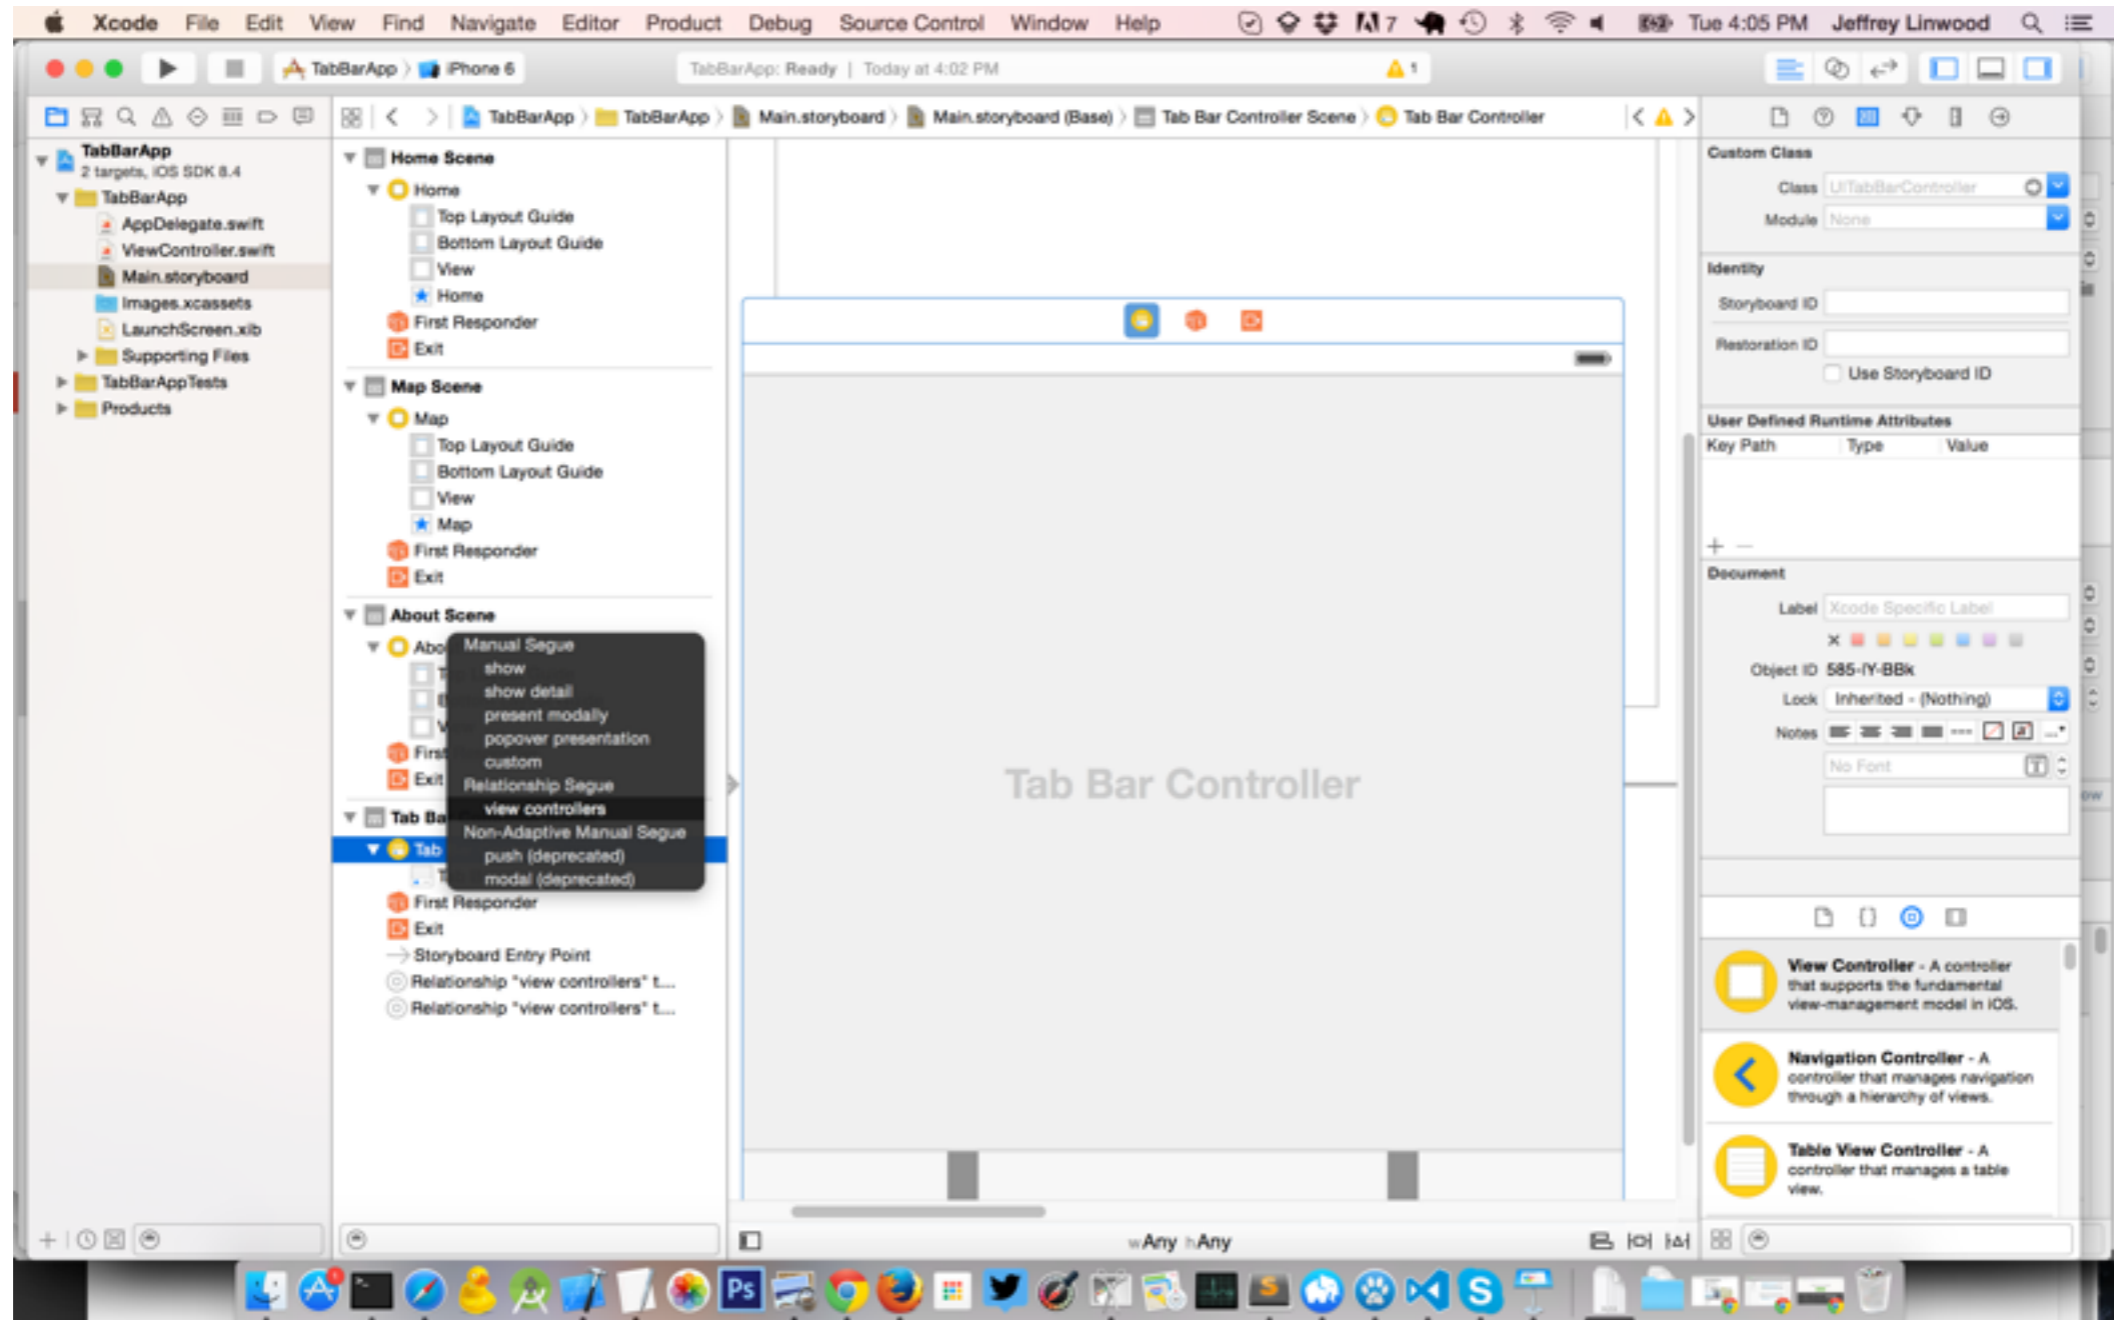 Xcode File Edit View Find Navigate Editor Product Debug Source Control Window Help 7 Tue 4:05 PM Jeffrey Linwood
TabBarApp iPhone 6 TabBarApp: Ready | Today at 4:02 PM 1
TabBarApp TabBarApp Main.storyboard Main.storyboard (Base) Tab Bar Controller Scene Tab Bar Controller
TabBarApp
2 targets, iOS SDK 8.4
TabBarApp
AppDelegate.swift
ViewController.swift
Main.storyboard
Images.xcassets
LaunchScreen.xib
Supporting Files
TabBarAppTests
Products
Home Scene
Home
Top Layout Guide
Bottom Layout Guide
View
Home
First Responder
Exit
Map Scene
Map
Top Layout Guide
Bottom Layout Guide
View
Map
First Responder
Exit
About Scene
Abo
First
Exit
Tab Ba
Tab
Manual Segue
show
show detail
present modally
popover presentation
custom
Relationship Segue
view controllers
Non-Adaptive Manual Segue
push (deprecated)
modal (deprecated)
First Responder
Exit
Storyboard Entry Point
Relationship "view controllers" t...
Relationship "view controllers" t...
Tab Bar Controller
wAny hAny
Custom Class
Class UITabBarController
Module None
Identity
Storyboard ID
Restoration ID
Use Storyboard ID
User Defined Runtime Attributes
Key Path Type Value
Document
Label Xcode Specific Label
Object ID 585-IY-BBk
Lock Inherited - (Nothing)
Notes
No Font
View Controller - A controller
that supports the fundamental
view-management model in iOS.
Navigation Controller - A
controller that manages navigation
through a hierarchy of views.
Table View Controller - A
controller that manages a table
view.
Ps